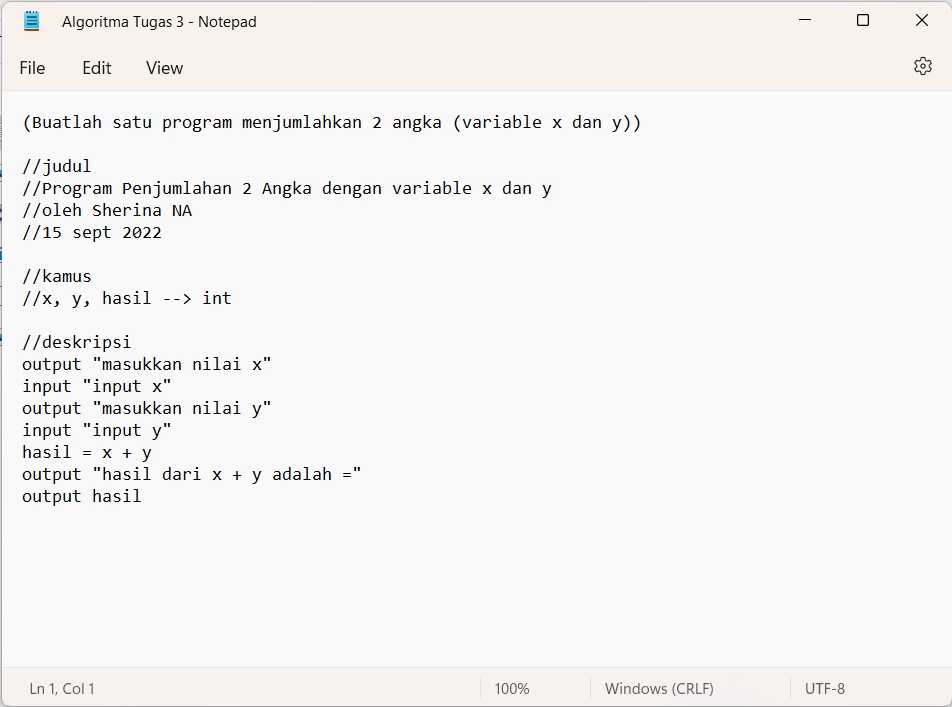 Algoritma Tugas 3 - Notepad
File Edit View
(Buatlah satu program menjumlahkan 2 angka (variable x dan y))
//judul
//Program Penjumlahan 2 Angka dengan variable x dan y
//oleh Sherina NA
//15 sept 2022
//kamus
//x, y, hasil --> int
//deskripsi
output "masukkan nilai x"
input "input x"
output "masukkan nilai y"
input "input y"
hasil = x + y
output "hasil dari x + y adalah ="
output hasil
Ln 1, Col 1 100% Windows (CRLF) UTF-8